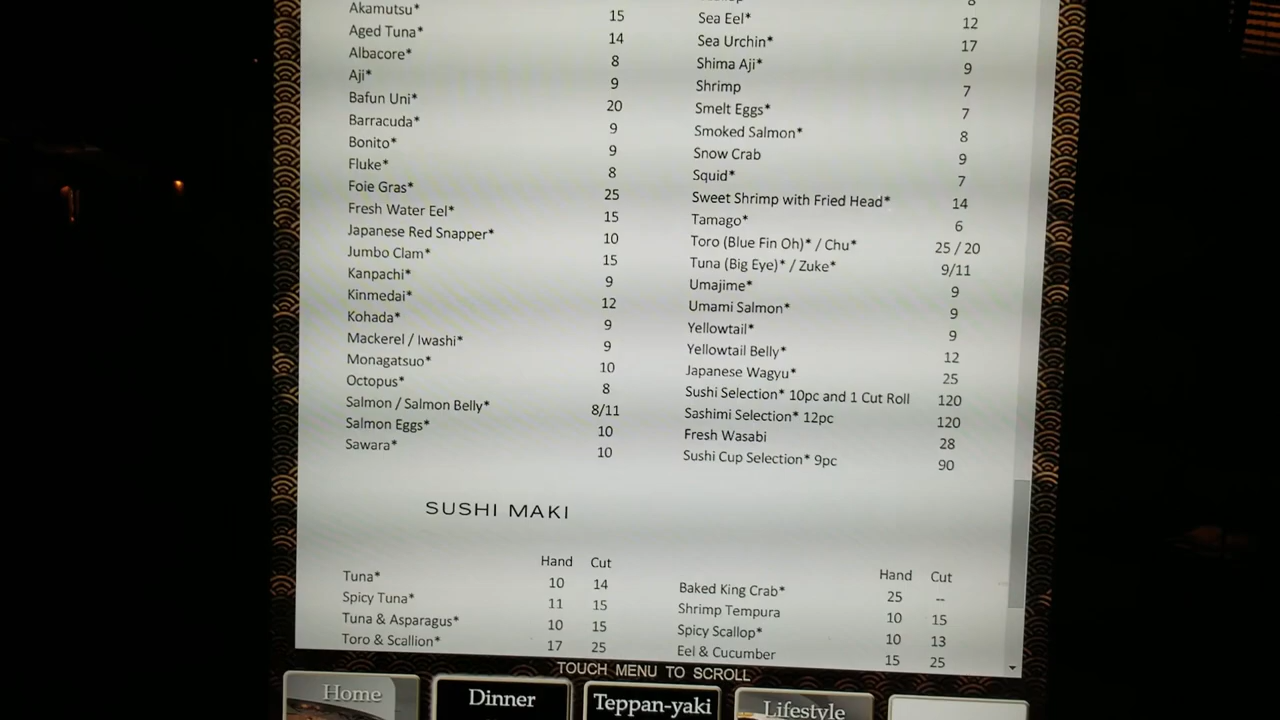 Akamutsu* 15
Aged Tuna* 14
Albacore* 8
Aji* 9
Bafun Uni* 20
Barracuda* 9
Bonito* 9
Fluke* 8
Foie Gras* 25
Fresh Water Eel* 15
Japanese Red Snapper* 10
Jumbo Clam* 15
Kanpachi* 9
Kinmedai* 12
Kohada* 9
Mackerel / Iwashi* 9
Monagatsuo* 10
Octopus* 8
Salmon / Salmon Belly* 8/11
Salmon Eggs* 10
Sawara* 10
8
Sea Eel* 12
Sea Urchin* 17
Shima Aji* 9
Shrimp 7
Smelt Eggs* 7
Smoked Salmon* 8
Snow Crab 9
Squid* 7
Sweet Shrimp with Fried Head* 14
Tamago* 6
Toro (Blue Fin Oh)* / Chu* 25 / 20
Tuna (Big Eye)* / Zuke* 9/11
Umajime* 9
Umami Salmon* 9
Yellowtail* 9
Yellowtail Belly* 12
Japanese Wagyu* 25
Sushi Selection* 10pc and 1 Cut Roll 120
Sashimi Selection* 12pc 120
Fresh Wasabi 28
Sushi Cup Selection* 9pc 90
SUSHI MAKI
Hand Cut
Tuna* 10 14
Spicy Tuna* 11 15
Tuna & Asparagus* 10 15
Toro & Scallion* 17 25
Hand Cut
Baked King Crab* 25 --
Shrimp Tempura 10 15
Spicy Scallop* 10 13
Eel & Cucumber 15 25
TOUCH MENU TO SCROLL
Home
Dinner
Teppan-yaki
Lifestyle